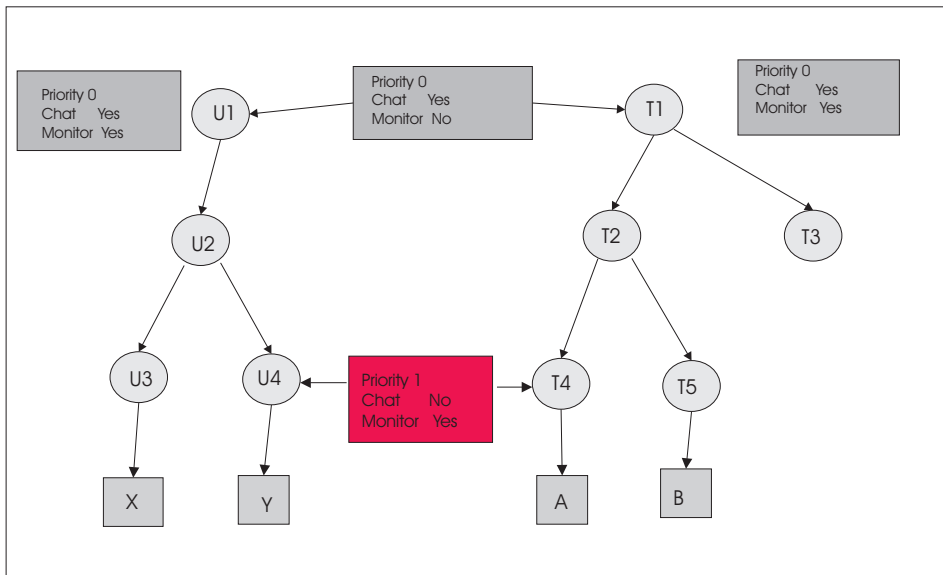 Priority 0
Chat Yes
Monitor Yes
U1
Priority 0
Chat Yes
Monitor No
T1
Priority 0
Chat Yes
Monitor Yes
U2
T2
T3
U3
U4
Priority 1
Chat No
Monitor Yes
T4
T5
X
Y
A
B